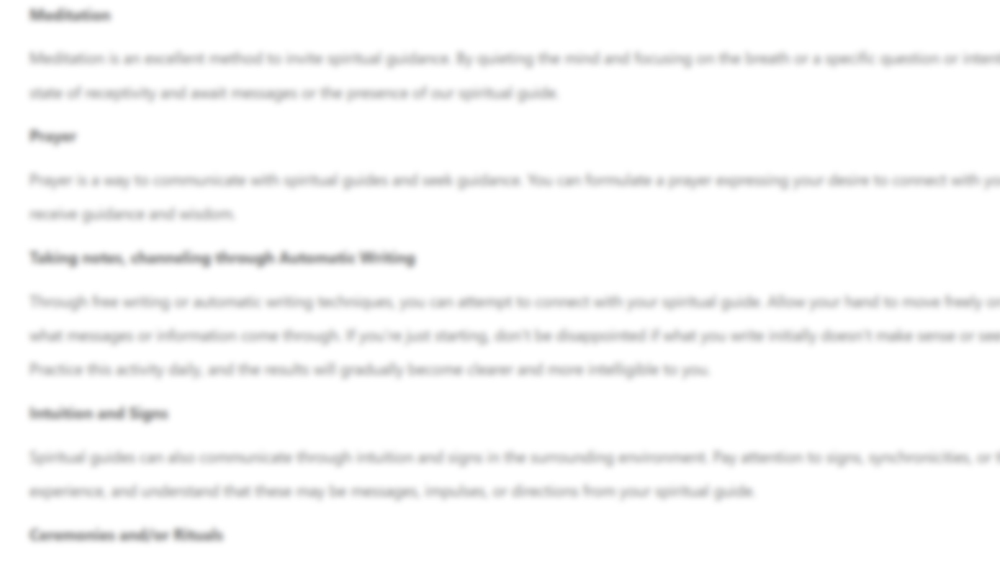 Meditation
Meditation is an excellent method to invite spiritual guidance. By quieting the mind and focusing on the breath or a specific question or intent
state of receptivity and await messages or the presence of our spiritual guide.
Prayer
Prayer is a way to communicate with spiritual guides and seek guidance. You can formulate a prayer expressing your desire to connect with yo
receive guidance and wisdom.
Taking notes, channeling through Automatic Writing
Through free writing or automatic writing techniques, you can attempt to connect with your spiritual guide. Allow your hand to move freely on
what messages or information come through. If you're just starting, don't be disappointed if what you write initially doesn't make sense or see
Practice this activity daily, and the results will gradually become clearer and more intelligible to you.
Intuition and Signs
Spiritual guides can also communicate through intuition and signs in the surrounding environment. Pay attention to signs, synchronicities, or t
experience, and understand that these may be messages, impulses, or directions from your spiritual guide.
Ceremonies and/or Rituals